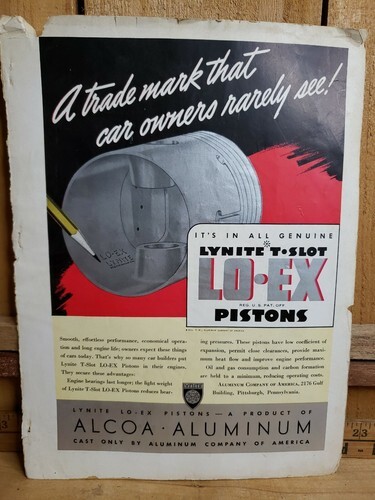 A trade mark that
car owners rarely see!
LO-EX
LYNITE
IT'S IN ALL GENUINE
LYNITE T·SLOT
LO·EX
REG. U.S. PAT. OFF.
PISTONS
Smooth, effortless performance, economical opera-
tion and long engine life; owners expect these things
of cars today. That's why so many car builders put
Lynite T-Slot LO-EX Pistons in their engines.
They secure these advantages:
Engine bearings last longer; the light weight
of Lynite T-Slot LO-EX Pistons reduces bear-
ing pressures. These pistons have low coefficient of
expansion, permit close clearances, provide maxi-
mum heat flow and improve engine performance.
Oil and gas consumption and carbon formation
are held to a minimum, reducing operating costs.
ALUMINUM COMPANY OF AMERICA, 2176 Gulf
Building, Pittsburgh, Pennsylvania.
LYNITE LO-EX PISTONS — A PRODUCT OF
ALCOA · ALUMINUM
CAST ONLY BY ALUMINUM COMPANY OF AMERICA